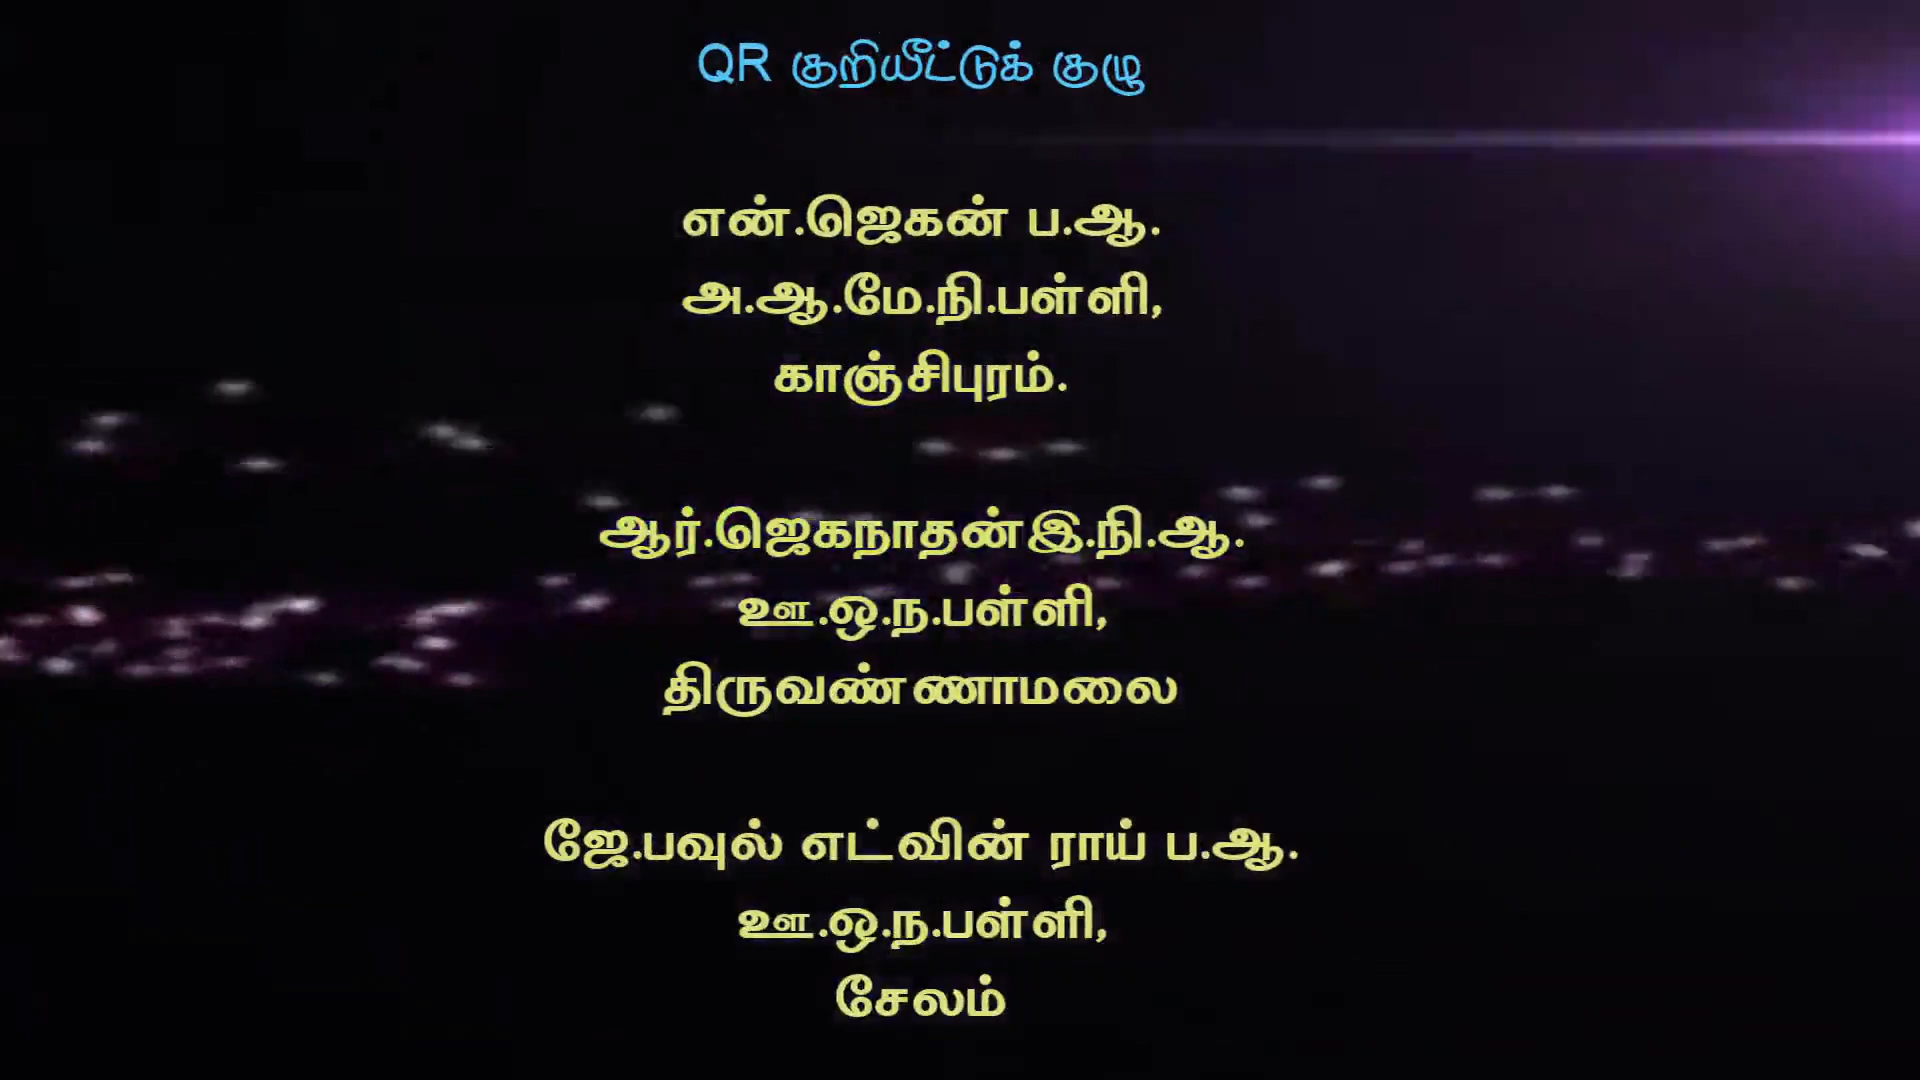 QR குறியீட்டுக் குழு
என்.ஜெகன் ப.ஆ.
அ.ஆ.மே.நி.பள்ளி,
காஞ்சிபுரம்.
ஆர்.ஜெகநாதன்இ.நி.ஆ.
ஊ.ஒ.ந.பள்ளி,
திருவண்ணாமலை
ஜே.பவுல் எட்வின் ராய் ப.ஆ.
ஊ.ஒ.ந.பள்ளி,
சேலம்